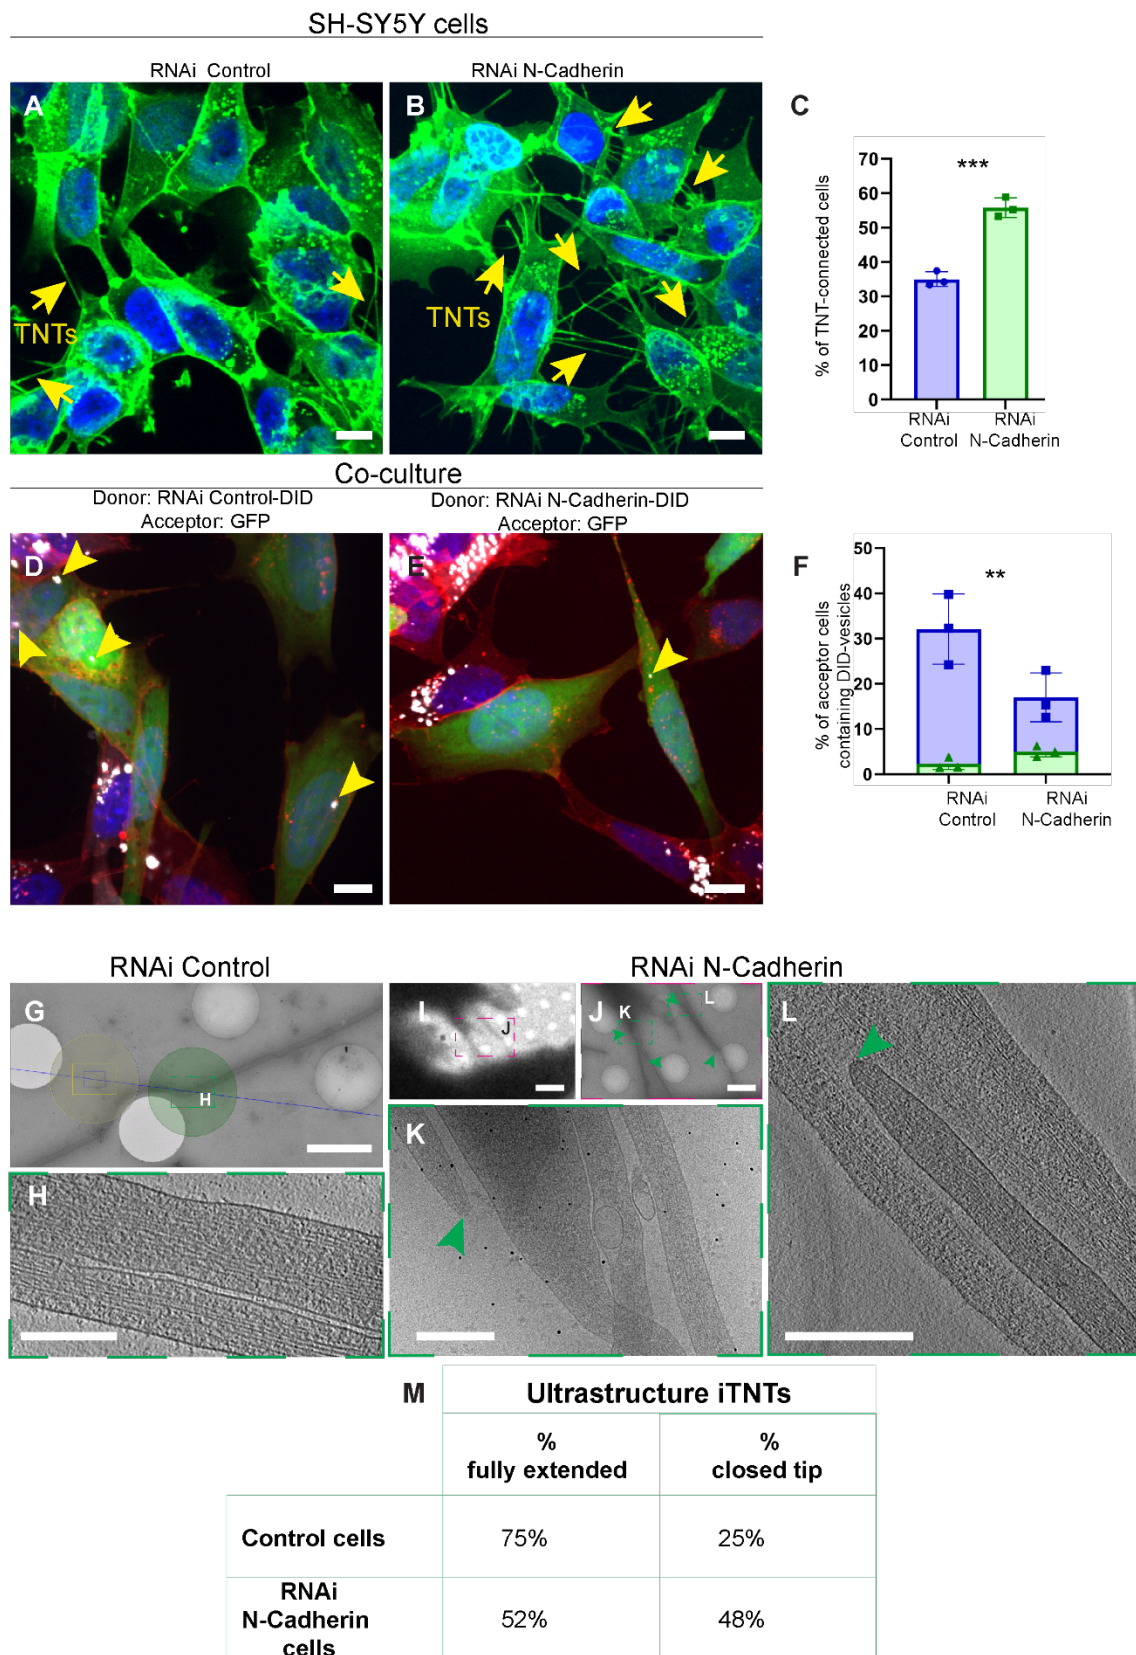 SH-SY5Y cells
RNAi Control
RNAi N-Cadherin
A
TNTs
B
TNTs
C
% of TNT-connected cells
70
60
50
40
30
20
10
0
***
RNAi
Control
RNAi
N-Cadherin
Co-culture
Donor: RNAi Control-DID
Acceptor: GFP
Donor: RNAi N-Cadherin-DID
Acceptor: GFP
D
E
F
% of acceptor cells
containing DID-vesicles
50
40
30
20
10
0
**
RNAi
Control
RNAi
N-Cadherin
RNAi Control
RNAi N-Cadherin
G
H
H
I
J
J
K
L
K
L
M
Ultrastructure iTNTs
%
fully extended
%
closed tip
Control cells
75%
25%
RNAi
N-Cadherin
cells
52%
48%